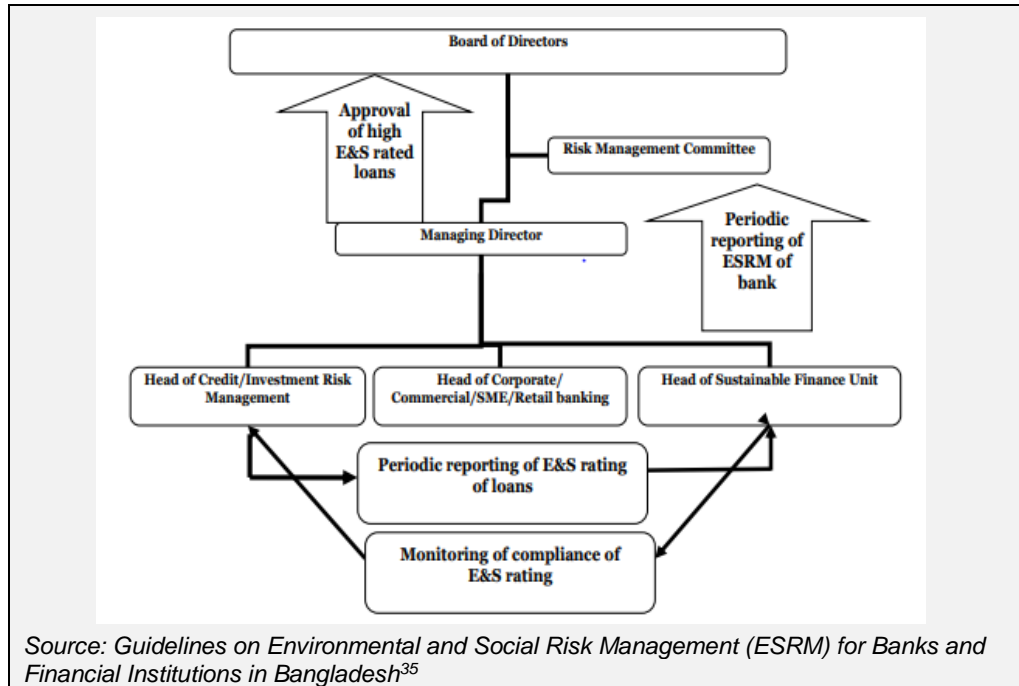 Board of Directors
Approval
of high
E&S rated
loans
Risk Management Committee
Managing Director
Periodic
reporting of
ESRM of
bank
Head of Credit/Investment Risk
Management
Head of Corporate/
Commercial/SME/Retail banking
Head of Sustainable Finance Unit
Periodic reporting of E&S rating
of loans
Monitoring of compliance of
E&S rating
Source: Guidelines on Environmental and Social Risk Management (ESRM) for Banks and
Financial Institutions in Bangladesh35